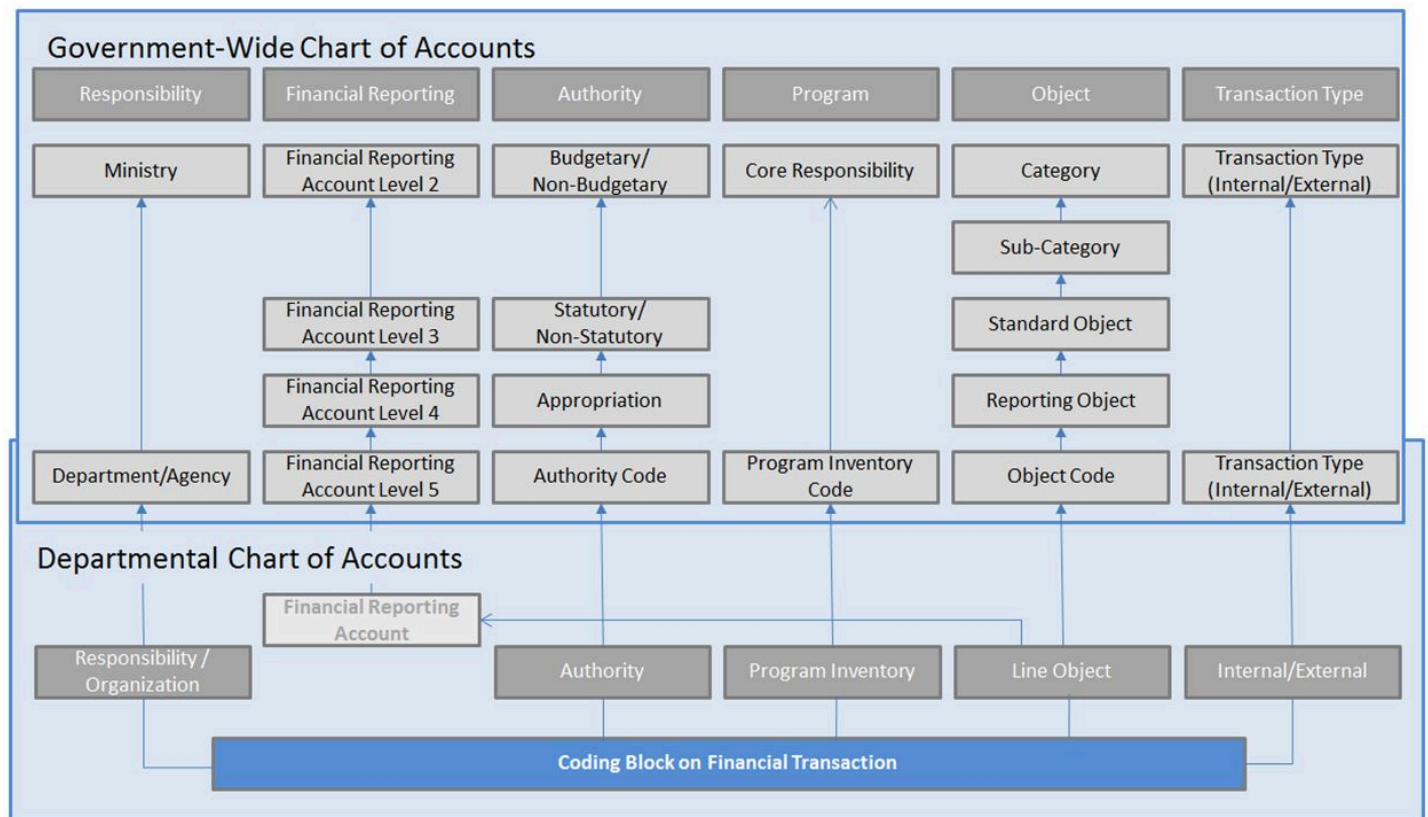 Government-Wide Chart of Accounts
Responsibility
Financial Reporting
Authority
Program
Object
Transaction Type
Ministry
Financial Reporting
Account Level 2
Budgetary/
Non-Budgetary
Core Responsibility
Category
Transaction Type
(Internal/External)
Sub-Category
Financial Reporting
Account Level 3
Statutory/
Non-Statutory
Standard Object
Financial Reporting
Account Level 4
Appropriation
Reporting Object
Department/Agency
Financial Reporting
Account Level 5
Authority Code
Program Inventory
Code
Object Code
Transaction Type
(Internal/External)
Departmental Chart of Accounts
Financial Reporting
Account
Responsibility /
Organization
Authority
Program Inventory
Line Object
Internal/External
Coding Block on Financial Transaction